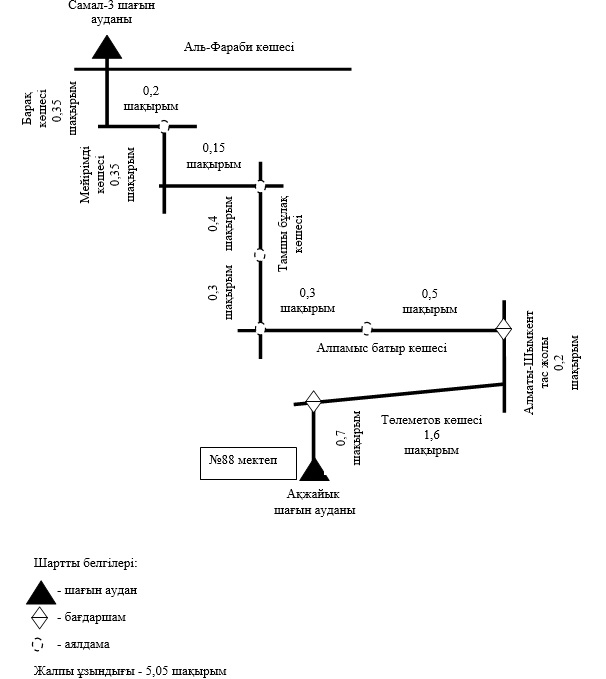 Самал-3 шағын
ауданы
Аль-Фараби көшесі
Барақ
көшесі
0,35
шақырым
0,2
шақырым
Мейірімді
көшесі
0,35
шақырым
0,15
шақырым
0,4
шақырым
Тамшы бұлақ
көшесі
0,3
шақырым
0,3
шақырым
0,5
шақырым
Алпамыс батыр көшесі
Алматы-Шымкент
тас жолы
0,2
шақырым
Төлеметов көшесі
1,6
шақырым
0,7
шақырым
№88 мектеп
Ақжайық
шағын ауданы
Шартты белгілері:
- шағын аудан
- бағдаршам
- аялдама
Жалпы ұзындығы - 5,05 шақырым